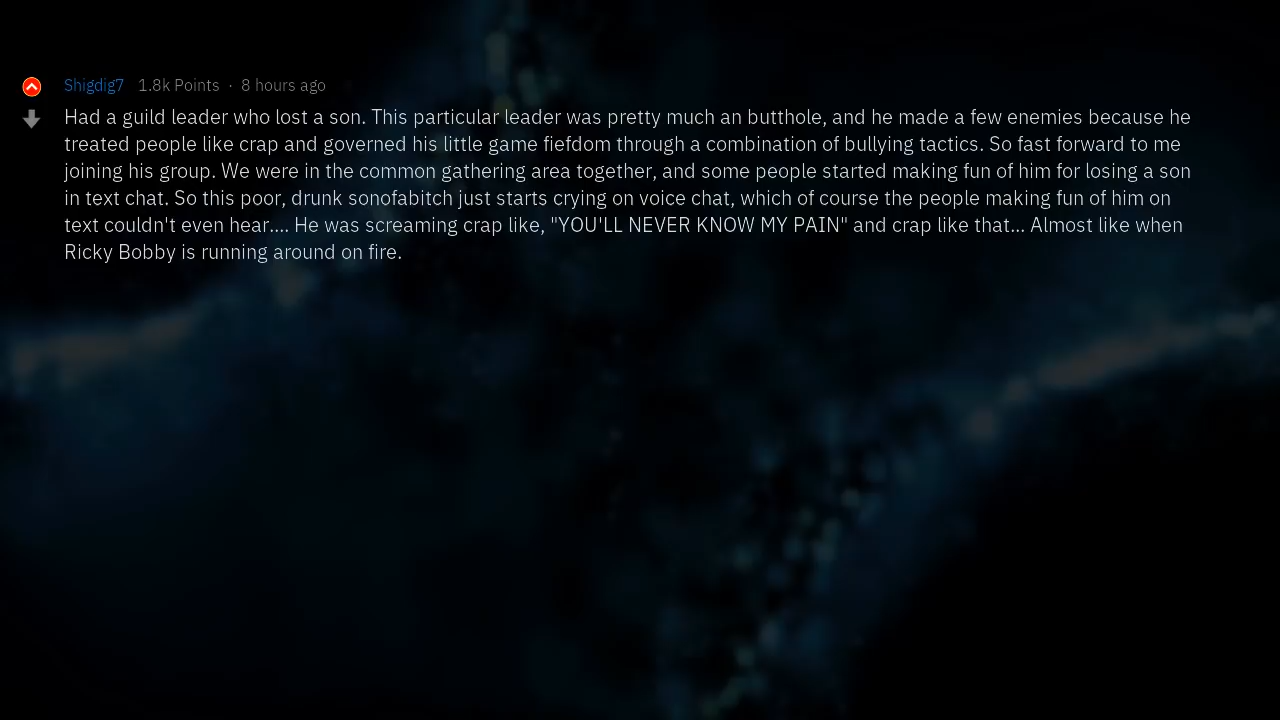 Shigdig7 1.8k Points · 8 hours ago
Had a guild leader who lost a son. This particular leader was pretty much an butthole, and he made a few enemies because he
treated people like crap and governed his little game fiefdom through a combination of bullying tactics. So fast forward to me
joining his group. We were in the common gathering area together, and some people started making fun of him for losing a son
in text chat. So this poor, drunk sonofabitch just starts crying on voice chat, which of course the people making fun of him on
text couldn't even hear.... He was screaming crap like, "YOU'LL NEVER KNOW MY PAIN" and crap like that... Almost like when
Ricky Bobby is running around on fire.